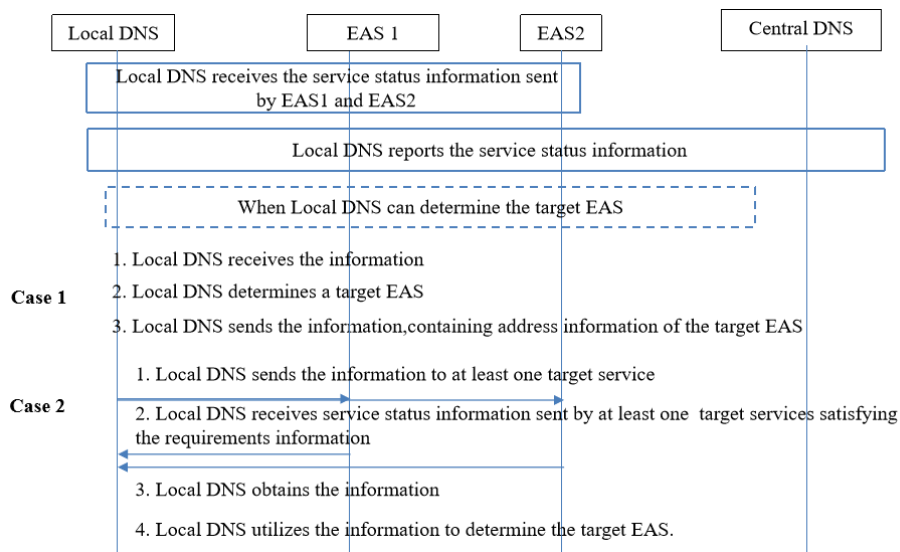 Local DNS
EAS 1
EAS2
Central DNS
Local DNS receives the service status information sent
by EAS1 and EAS2
Local DNS reports the service status information
When Local DNS can determine the target EAS
1. Local DNS receives the information
Case 1
2. Local DNS determines a target EAS
3. Local DNS sends the information,containing address information of the target EAS
1. Local DNS sends the information to at least one target service
Case 2
2. Local DNS receives service status information sent by at least one target services satisfying
the requirements information
3. Local DNS obtains the information
4. Local DNS utilizes the information to determine the target EAS.